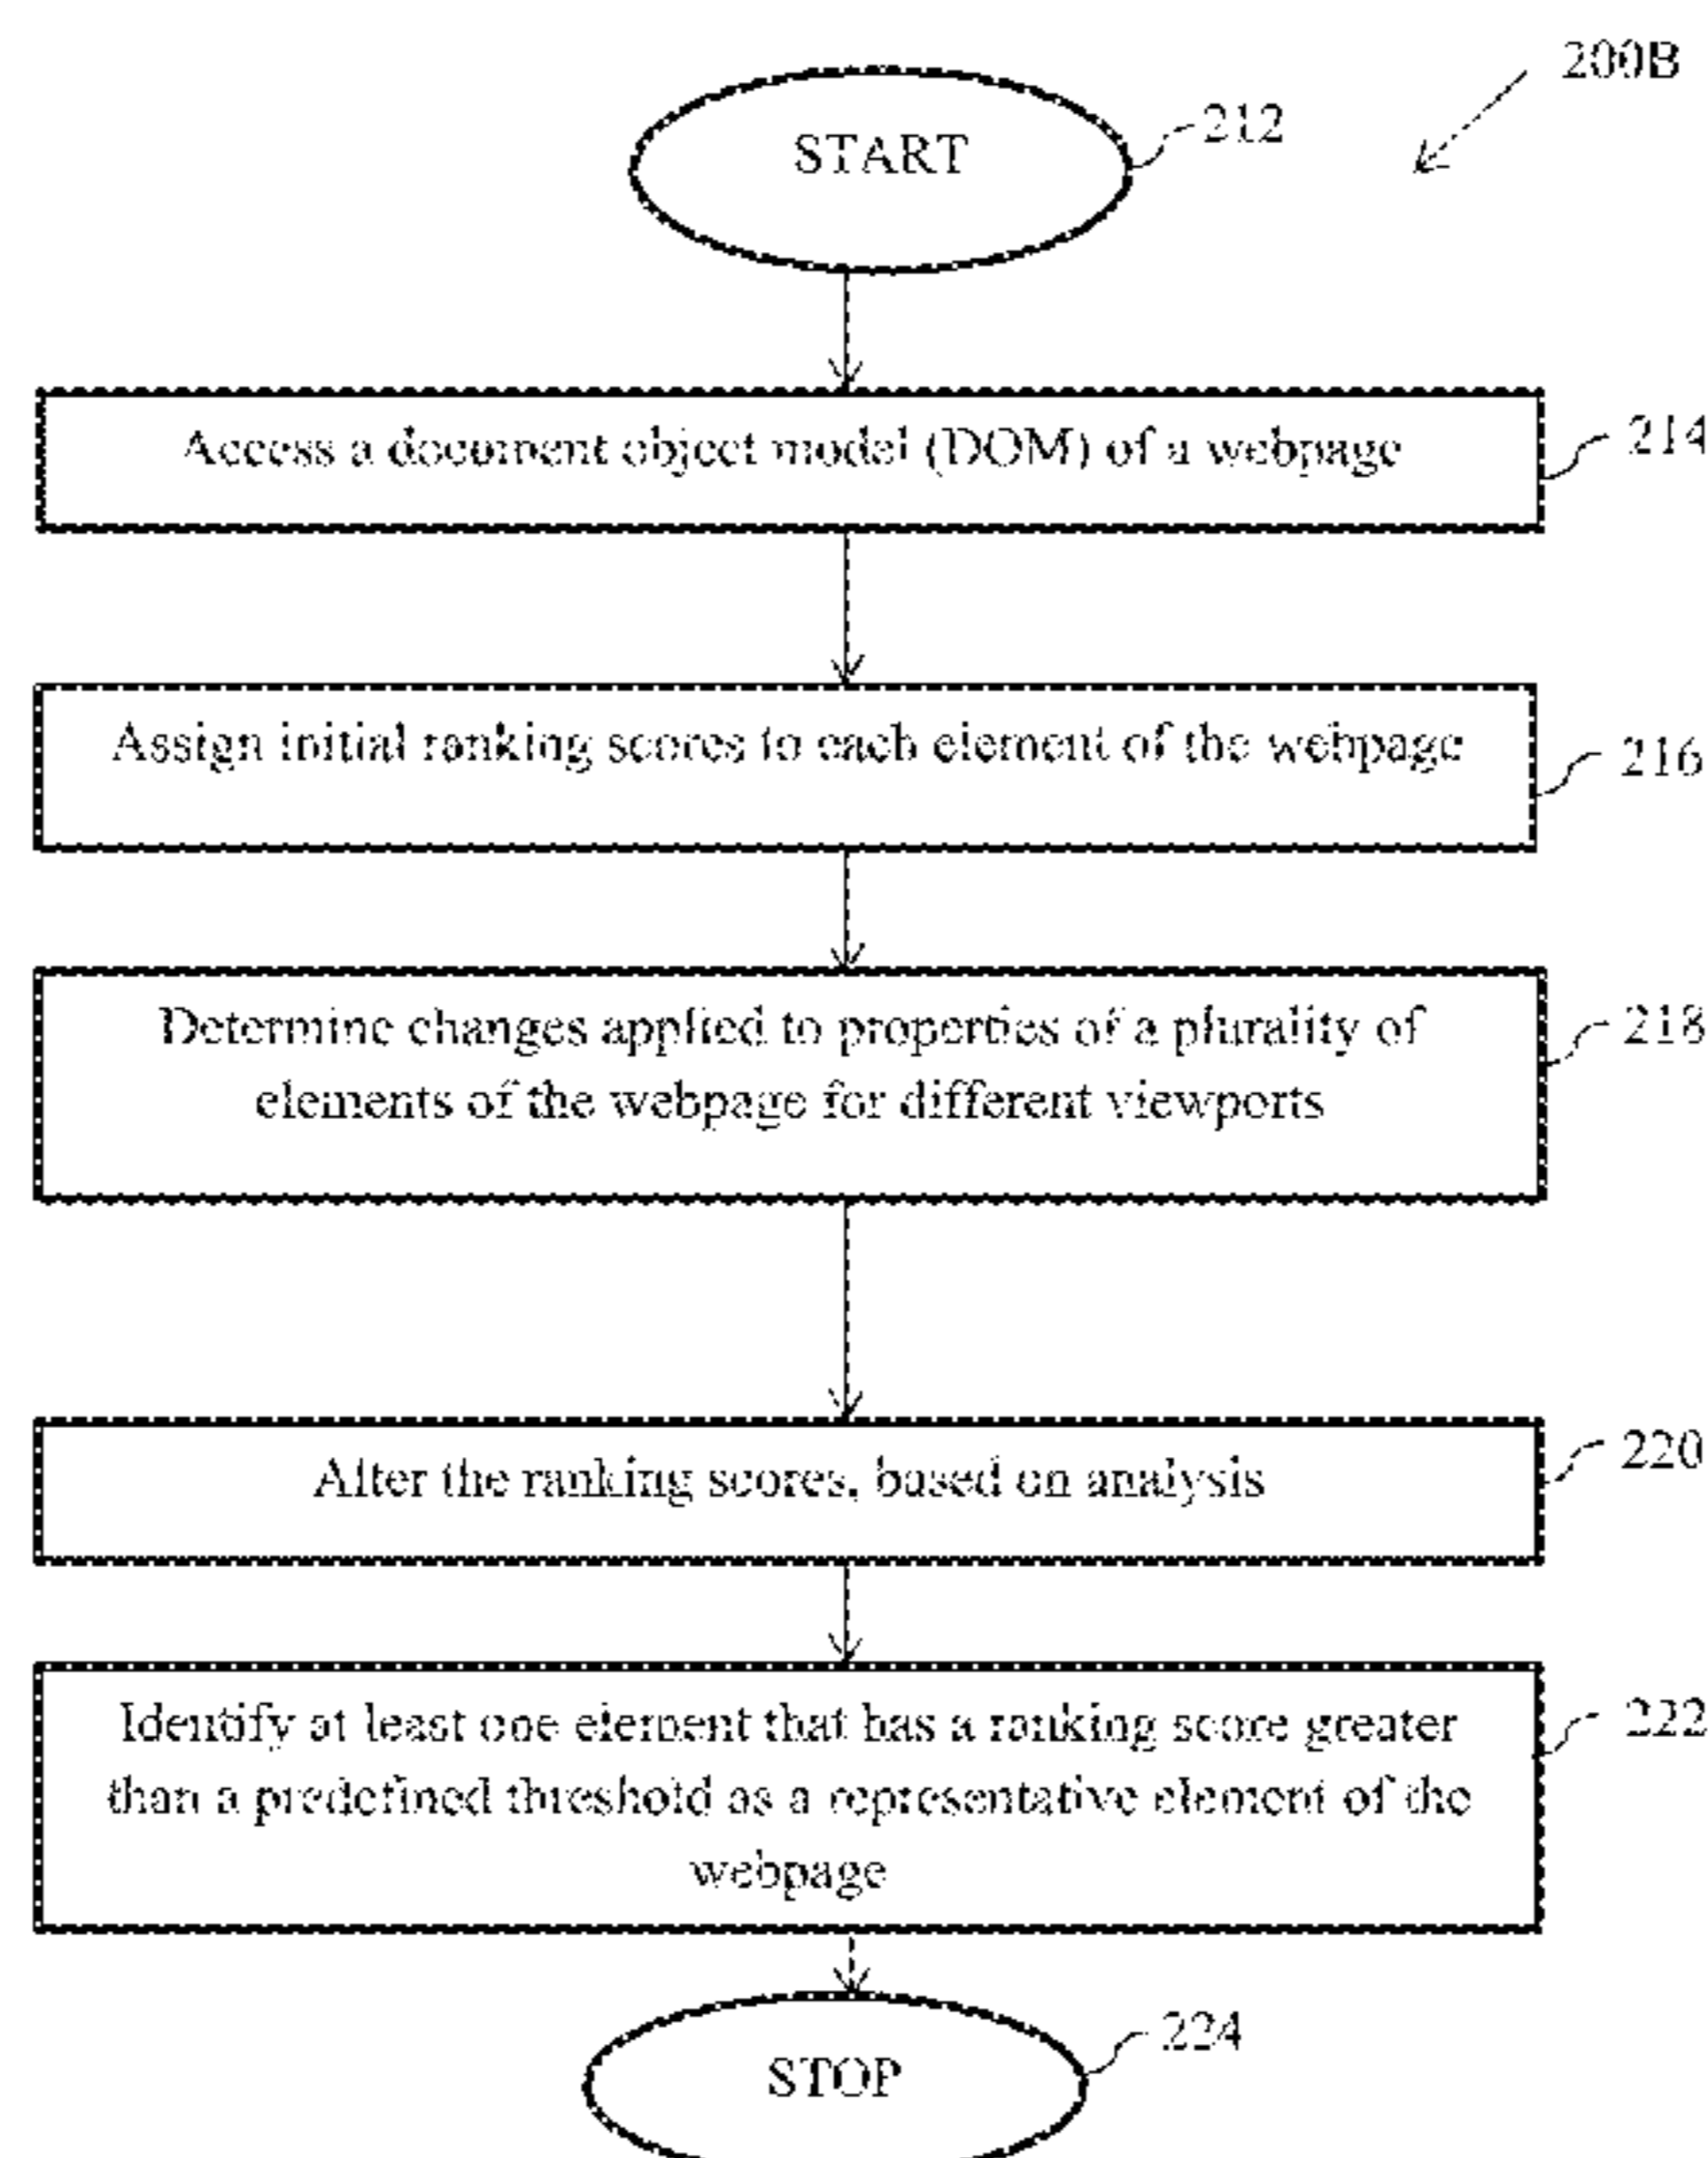 200B
START
212
Access a document object model (DOM) of a webpage
214
Assign initial ranking scores to each element of the webpage
216
Determine changes applied to properties of a plurality of
elements of the webpage for different viewports
218
Alter the ranking scores, based on analysis
220
Identify at least one element that has a ranking score greater
than a predefined threshold as a representative element of the
webpage
222
STOP
224